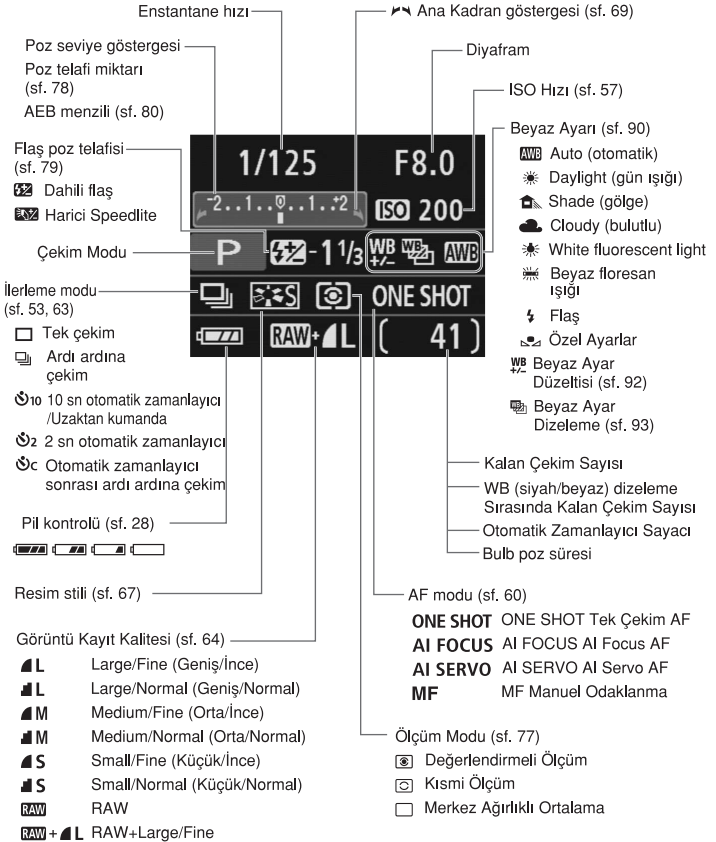 Enstantane hızı
Ana Kadran göstergesi (sf. 69)
Poz seviye göstergesi
Poz telafi miktarı
(sf. 78)
AEB menzili (sf. 80)
Diyafram
ISO Hızı (sf. 57)
Flaş poz telafisi
(sf. 79)
Dahili flaş
Harici Speedlite
Çekim Modu
İlerleme modu
(sf. 53, 63)
Tek çekim
Ardı ardına
çekim
10 10 sn otomatik zamanlayıcı
/Uzaktan kumanda
2 2 sn otomatik zamanlayıcı
C Otomatik zamanlayıcı
sonrası ardı ardına çekim
Pil kontrolü (sf. 28)
1/125 F8.0
-2..1..0..1..+2 ISO 200
P -1 1/3 WB +/- WB AWB
S ONE SHOT
RAW+ L [ 41 ]
Beyaz Ayarı (sf. 90)
AWB Auto (otomatik)
Daylight (gün ışığı)
Shade (gölge)
Cloudy (bulutlu)
White fluorescent light
Beyaz floresan
ışığı
Flaş
Özel Ayarlar
WB +/- Beyaz Ayar
Düzeltisi (sf. 92)
WB Beyaz Ayar
Dizeleme (sf. 93)
Kalan Çekim Sayısı
WB (siyah/beyaz) dizeleme
Sırasında Kalan Çekim Sayısı
Otomatik Zamanlayıcı Sayacı
Bulb poz süresi
Resim stili (sf. 67)
Görüntü Kayıt Kalitesi (sf. 64)
L Large/Fine (Geniş/İnce)
L Large/Normal (Geniş/Normal)
M Medium/Fine (Orta/İnce)
M Medium/Normal (Orta/Normal)
S Small/Fine (Küçük/İnce)
S Small/Normal (Küçük/Normal)
RAW RAW
RAW + L RAW+Large/Fine
AF modu (sf. 60)
ONE SHOT ONE SHOT Tek Çekim AF
AI FOCUS AI FOCUS AI Focus AF
AI SERVO AI SERVO AI Servo AF
MF MF Manuel Odaklanma
Ölçüm Modu (sf. 77)
Değerlendirmeli Ölçüm
Kısmi Ölçüm
Merkez Ağırlıklı Ortalama